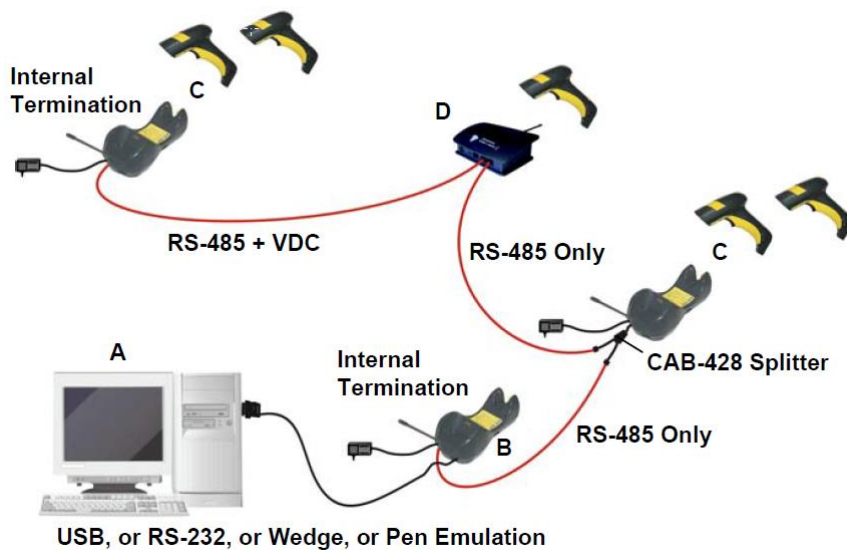 Internal
Termination
C
D
RS-485 + VDC
RS-485 Only
C
CAB-428 Splitter
A
Internal
Termination
B
RS-485 Only
USB, or RS-232, or Wedge, or Pen Emulation